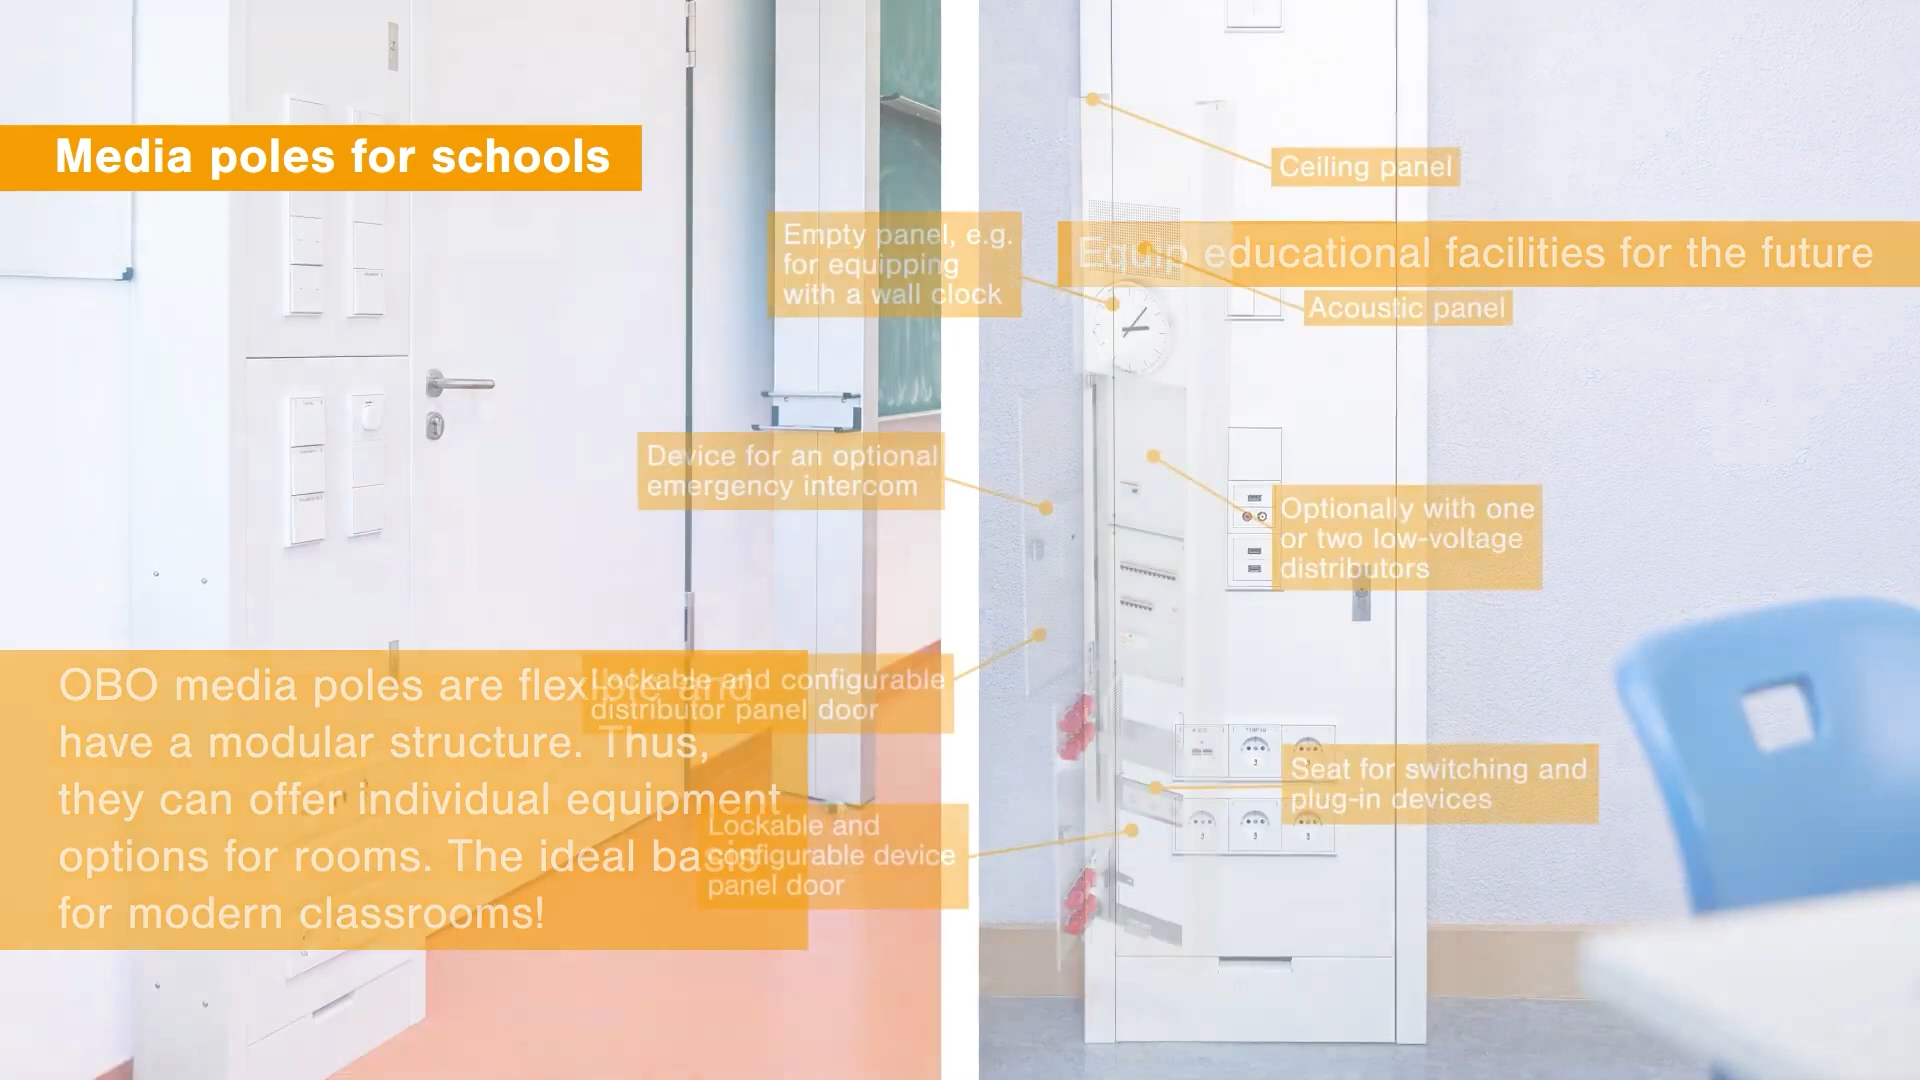 Media poles for schools
Equip educational facilities for the future
Ceiling panel
Empty panel, e.g.
for equipping
with a wall clock
Acoustic panel
Device for an optional
emergency intercom
Optionally with one
or two low-voltage
distributors
Lockable and configurable
distributor panel door
Seat for switching and
plug-in devices
Lockable and
configurable device
panel door
OBO media poles are flexible and
have a modular structure. Thus,
they can offer individual equipment
options for rooms. The ideal basis
for modern classrooms!